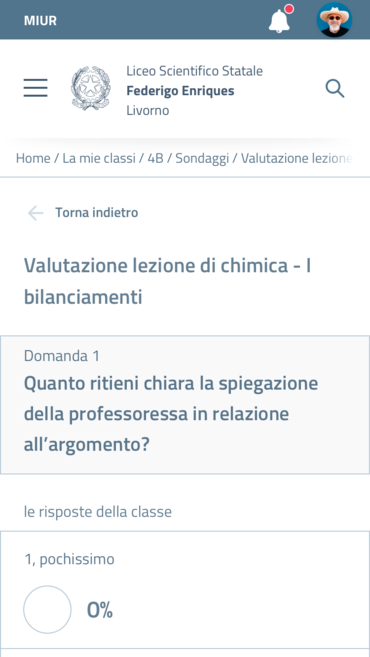 MIUR
Liceo Scientifico Statale
Federigo Enriques
Livorno
Home / La mie classi / 4B / Sondaggi / Valutazione lezione
Torna indietro
Valutazione lezione di chimica - I
bilanciamenti
Domanda 1
Quanto ritieni chiara la spiegazione
della professoressa in relazione
all’argomento?
le risposte della classe
1, pochissimo
0%